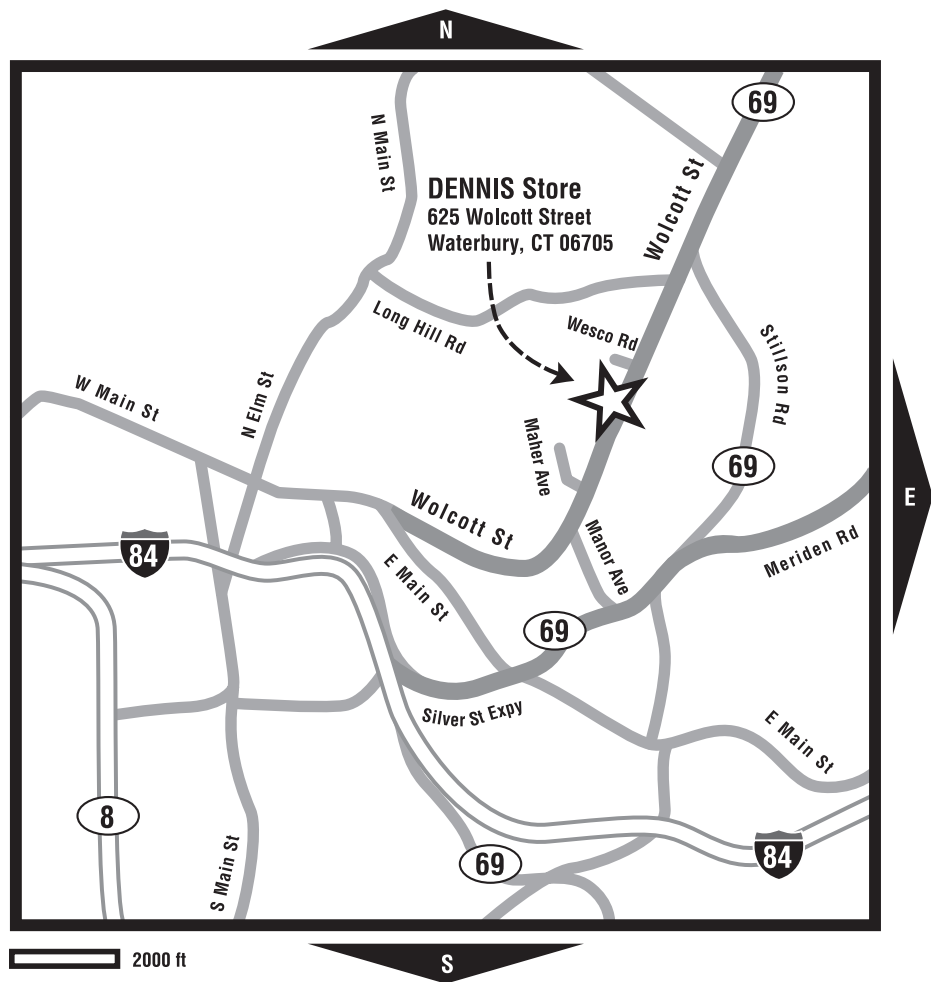 N
69
N Main St
DENNIS Store
625 Wolcott Street
Waterbury, CT 06705
Wolcott St
Long Hill Rd
Wesco Rd
Stillson Rd
W Main St
N Elm St
Maher Ave
69
E
Wolcott St
Manor Ave
Meriden Rd
84
E Main St
69
Silver St Expy
E Main St
8
S Main St
69
84
2000 ft
S